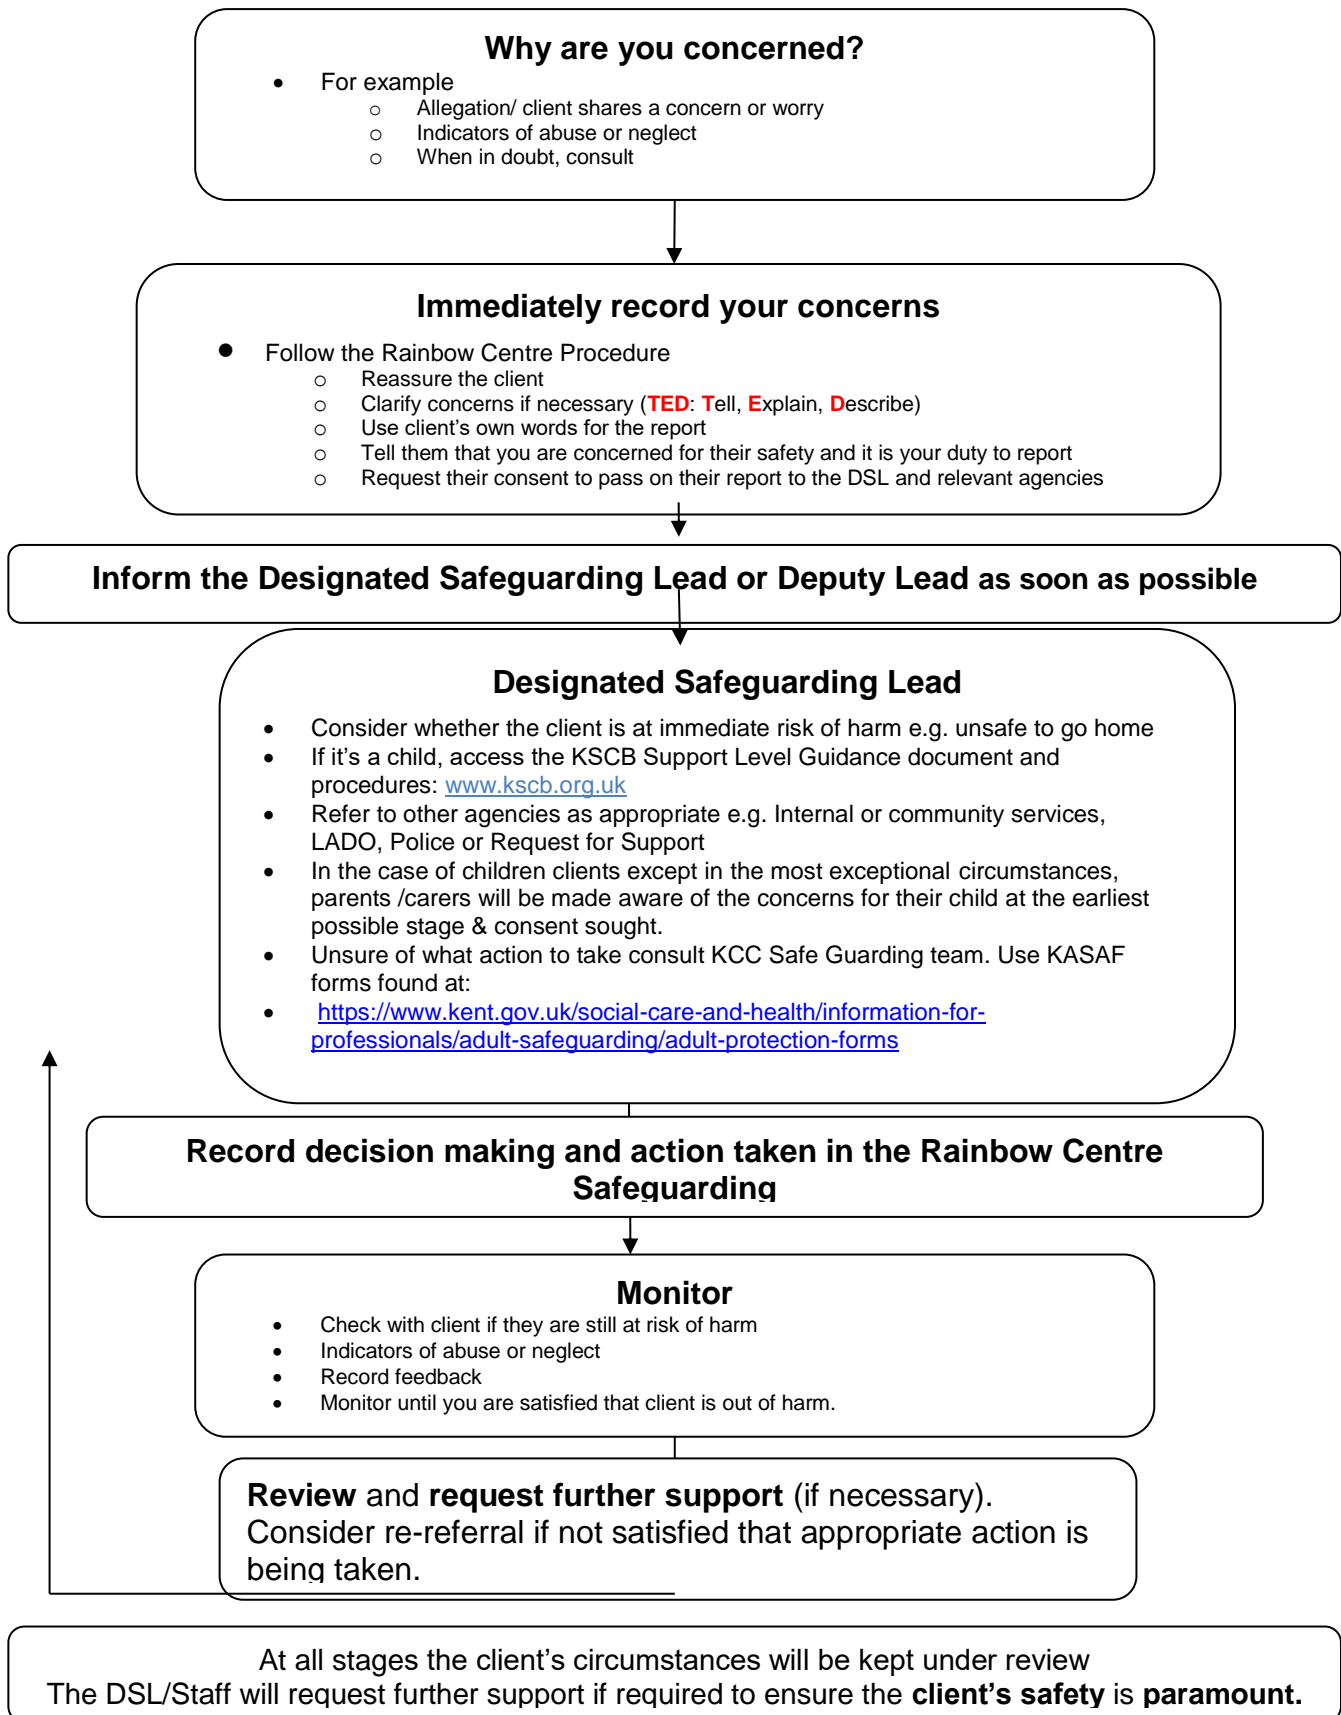 Why are you concerned?
• For example
o Allegation/ client shares a concern or worry
o Indicators of abuse or neglect
o When in doubt, consult
Immediately record your concerns
• Follow the Rainbow Centre Procedure
o Reassure the client
o Clarify concerns if necessary (TED: Tell, Explain, Describe)
o Use client's own words for the report
o Tell them that you are concerned for their safety and it is your duty to report
o Request their consent to pass on their report to the DSL and relevant agencies
Inform the Designated Safeguarding Lead or Deputy Lead as soon as possible
Designated Safeguarding Lead
• Consider whether the client is at immediate risk of harm e.g. unsafe to go home
• If it's a child, access the KSCB Support Level Guidance document and
procedures: www.kscb.org.uk
• Refer to other agencies as appropriate e.g. Internal or community services,
LADO, Police or Request for Support
• In the case of children clients except in the most exceptional circumstances,
parents /carers will be made aware of the concerns for their child at the earliest
possible stage & consent sought.
• Unsure of what action to take consult KCC Safe Guarding team. Use KASAF
forms found at:
• https://www.kent.gov.uk/social-care-and-health/information-for-
professionals/adult-safeguarding/adult-protection-forms
Record decision making and action taken in the Rainbow Centre
Safeguarding
Monitor
• Check with client if they are still at risk of harm
• Indicators of abuse or neglect
• Record feedback
• Monitor until you are satisfied that client is out of harm.
Review and request further support (if necessary).
Consider re-referral if not satisfied that appropriate action is
being taken.
At all stages the client's circumstances will be kept under review
The DSL/Staff will request further support if required to ensure the client's safety is paramount.